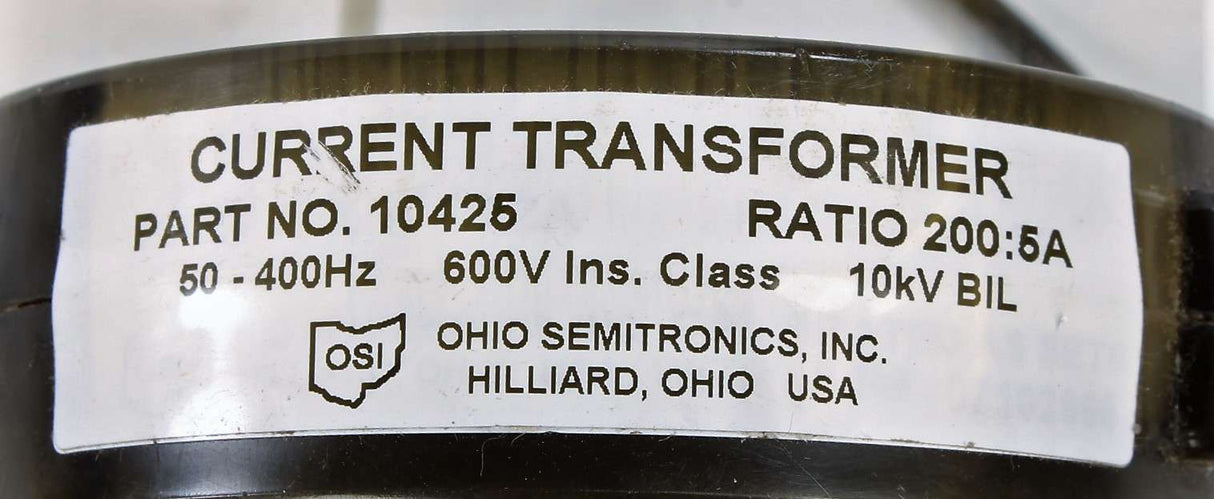 CURRENT TRANSFORMER
PART NO. 10425 RATIO 200:5A
50 - 400Hz 600V Ins. Class 10kV BIL
OSI
OHIO SEMITRONICS, INC.
HILLIARD, OHIO USA